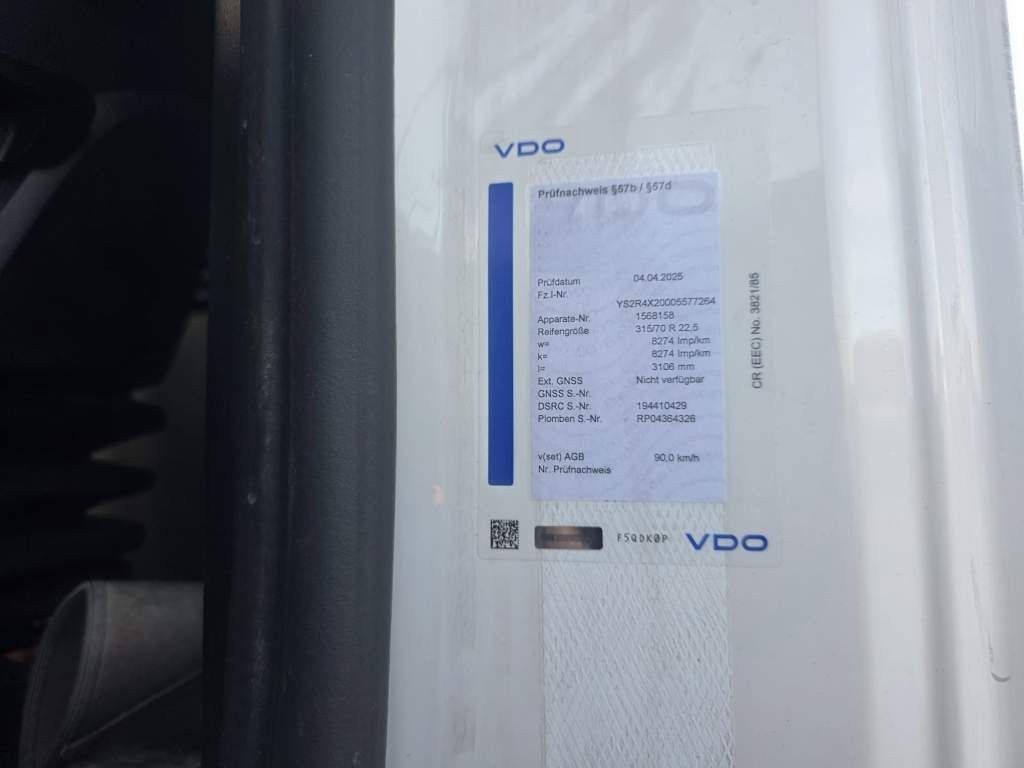 VDO
Prüfnachweis §57b / §57d
Prüfdatum 04.04.2025
Fz.I-Nr.
YS2R4X20005577264
Apparate-Nr. 1568158
Reifengröße 315/70 R 22,5
w= 8274 Imp/km
k= 8274 Imp/km
l= 3106 mm
Ext. GNSS Nicht verfügbar
GNSS S.-Nr.
DSRC S.-Nr. 194410429
Plomben S.-Nr. RP04364326
v(set) AGB 90,0 km/h
Nr. Prüfnachweis
CR (EEC) No. 3821/85
F5QDK0P VDO